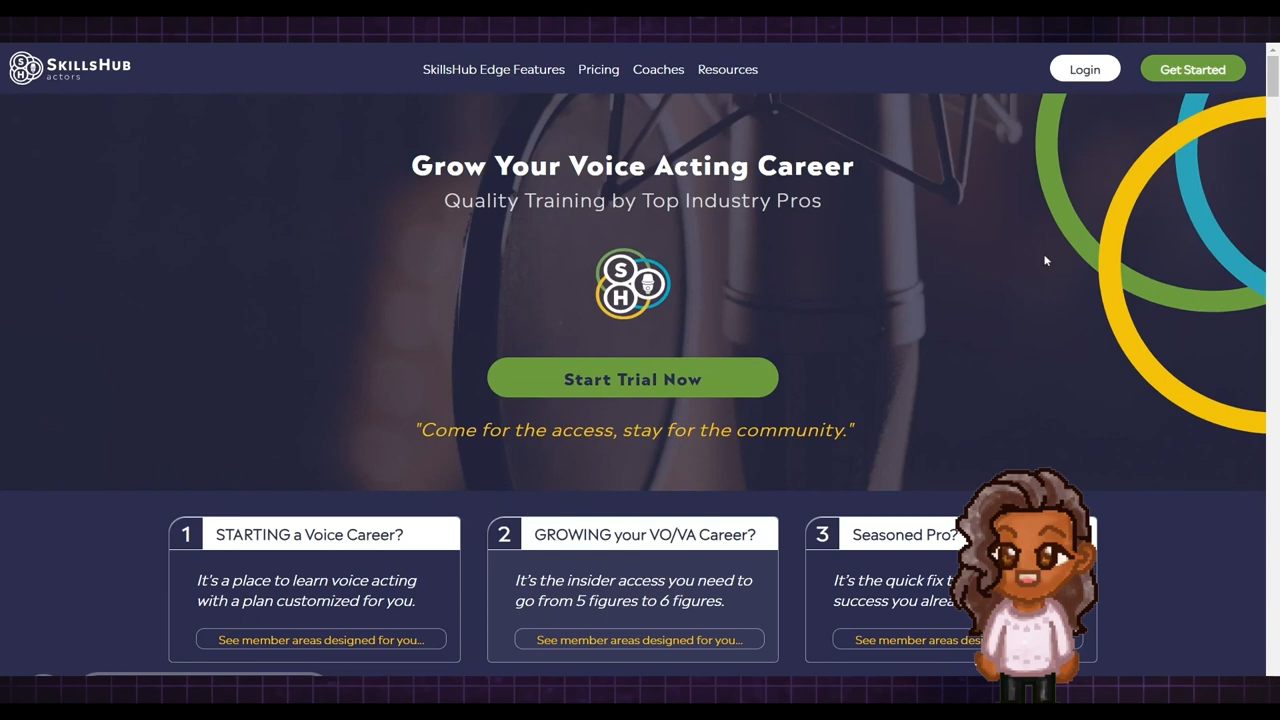 SKILLSHUB
actors
SkillsHub Edge Features Pricing Coaches Resources
Login
Get Started
Grow Your Voice Acting Career
Quality Training by Top Industry Pros
S
H
Start Trial Now
"Come for the access, stay for the community."
1 STARTING a Voice Career?
It's a place to learn voice acting
with a plan customized for you.
See member areas designed for you...
2 GROWING your VO/VA Career?
It's the insider access you need to
go from 5 figures to 6 figures.
See member areas designed for you...
3 Seasoned Pro?
It's the quick fix
success you
See member areas